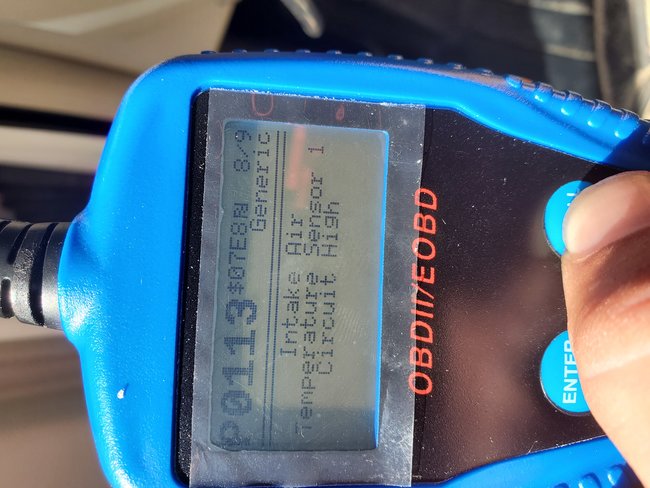 P0113 $07E8 8/9
Generic
Intake Air
Temperature Sensor 1
Circuit High
OBDII/EOBD
ENTER